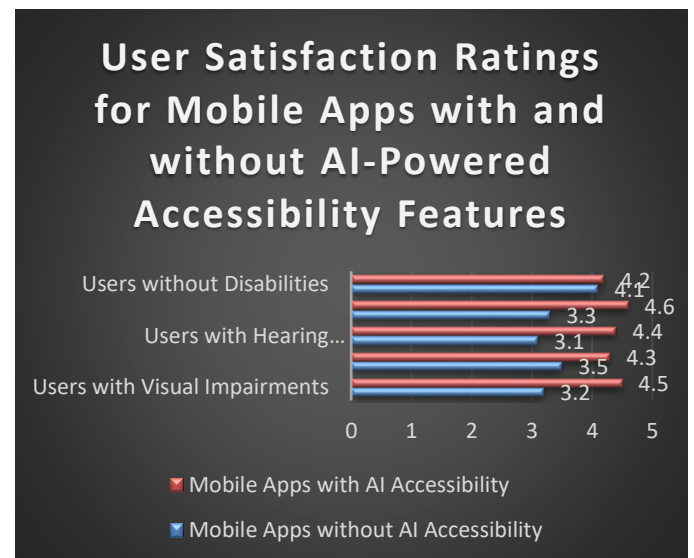 User Satisfaction Ratings
for Mobile Apps with and
without AI-Powered
Accessibility Features
Users without Disabilities
4.2
4.1
4.6
3.3
Users with Hearing…
4.4
3.1
4.3
3.5
Users with Visual Impairments
4.5
3.2
0 1 2 3 4 5
Mobile Apps with AI Accessibility
Mobile Apps without AI Accessibility